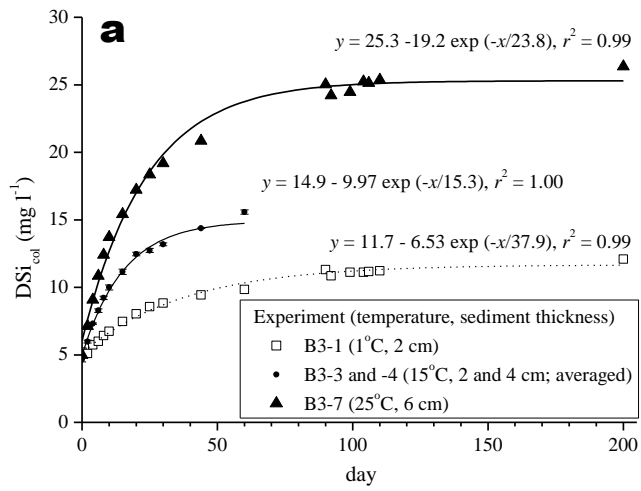 a
y = 25.3 -19.2 exp (-x/23.8), r² = 0.99
y = 14.9 - 9.97 exp (-x/15.3), r² = 1.00
y = 11.7 - 6.53 exp (-x/37.9), r² = 0.99
30
25
20
15
10
5
0
DSi_col (mg l⁻¹)
Experiment (temperature, sediment thickness)
B3-1 (1°C, 2 cm)
B3-3 and -4 (15°C, 2 and 4 cm; averaged)
B3-7 (25°C, 6 cm)
0 50 100 150 200
day